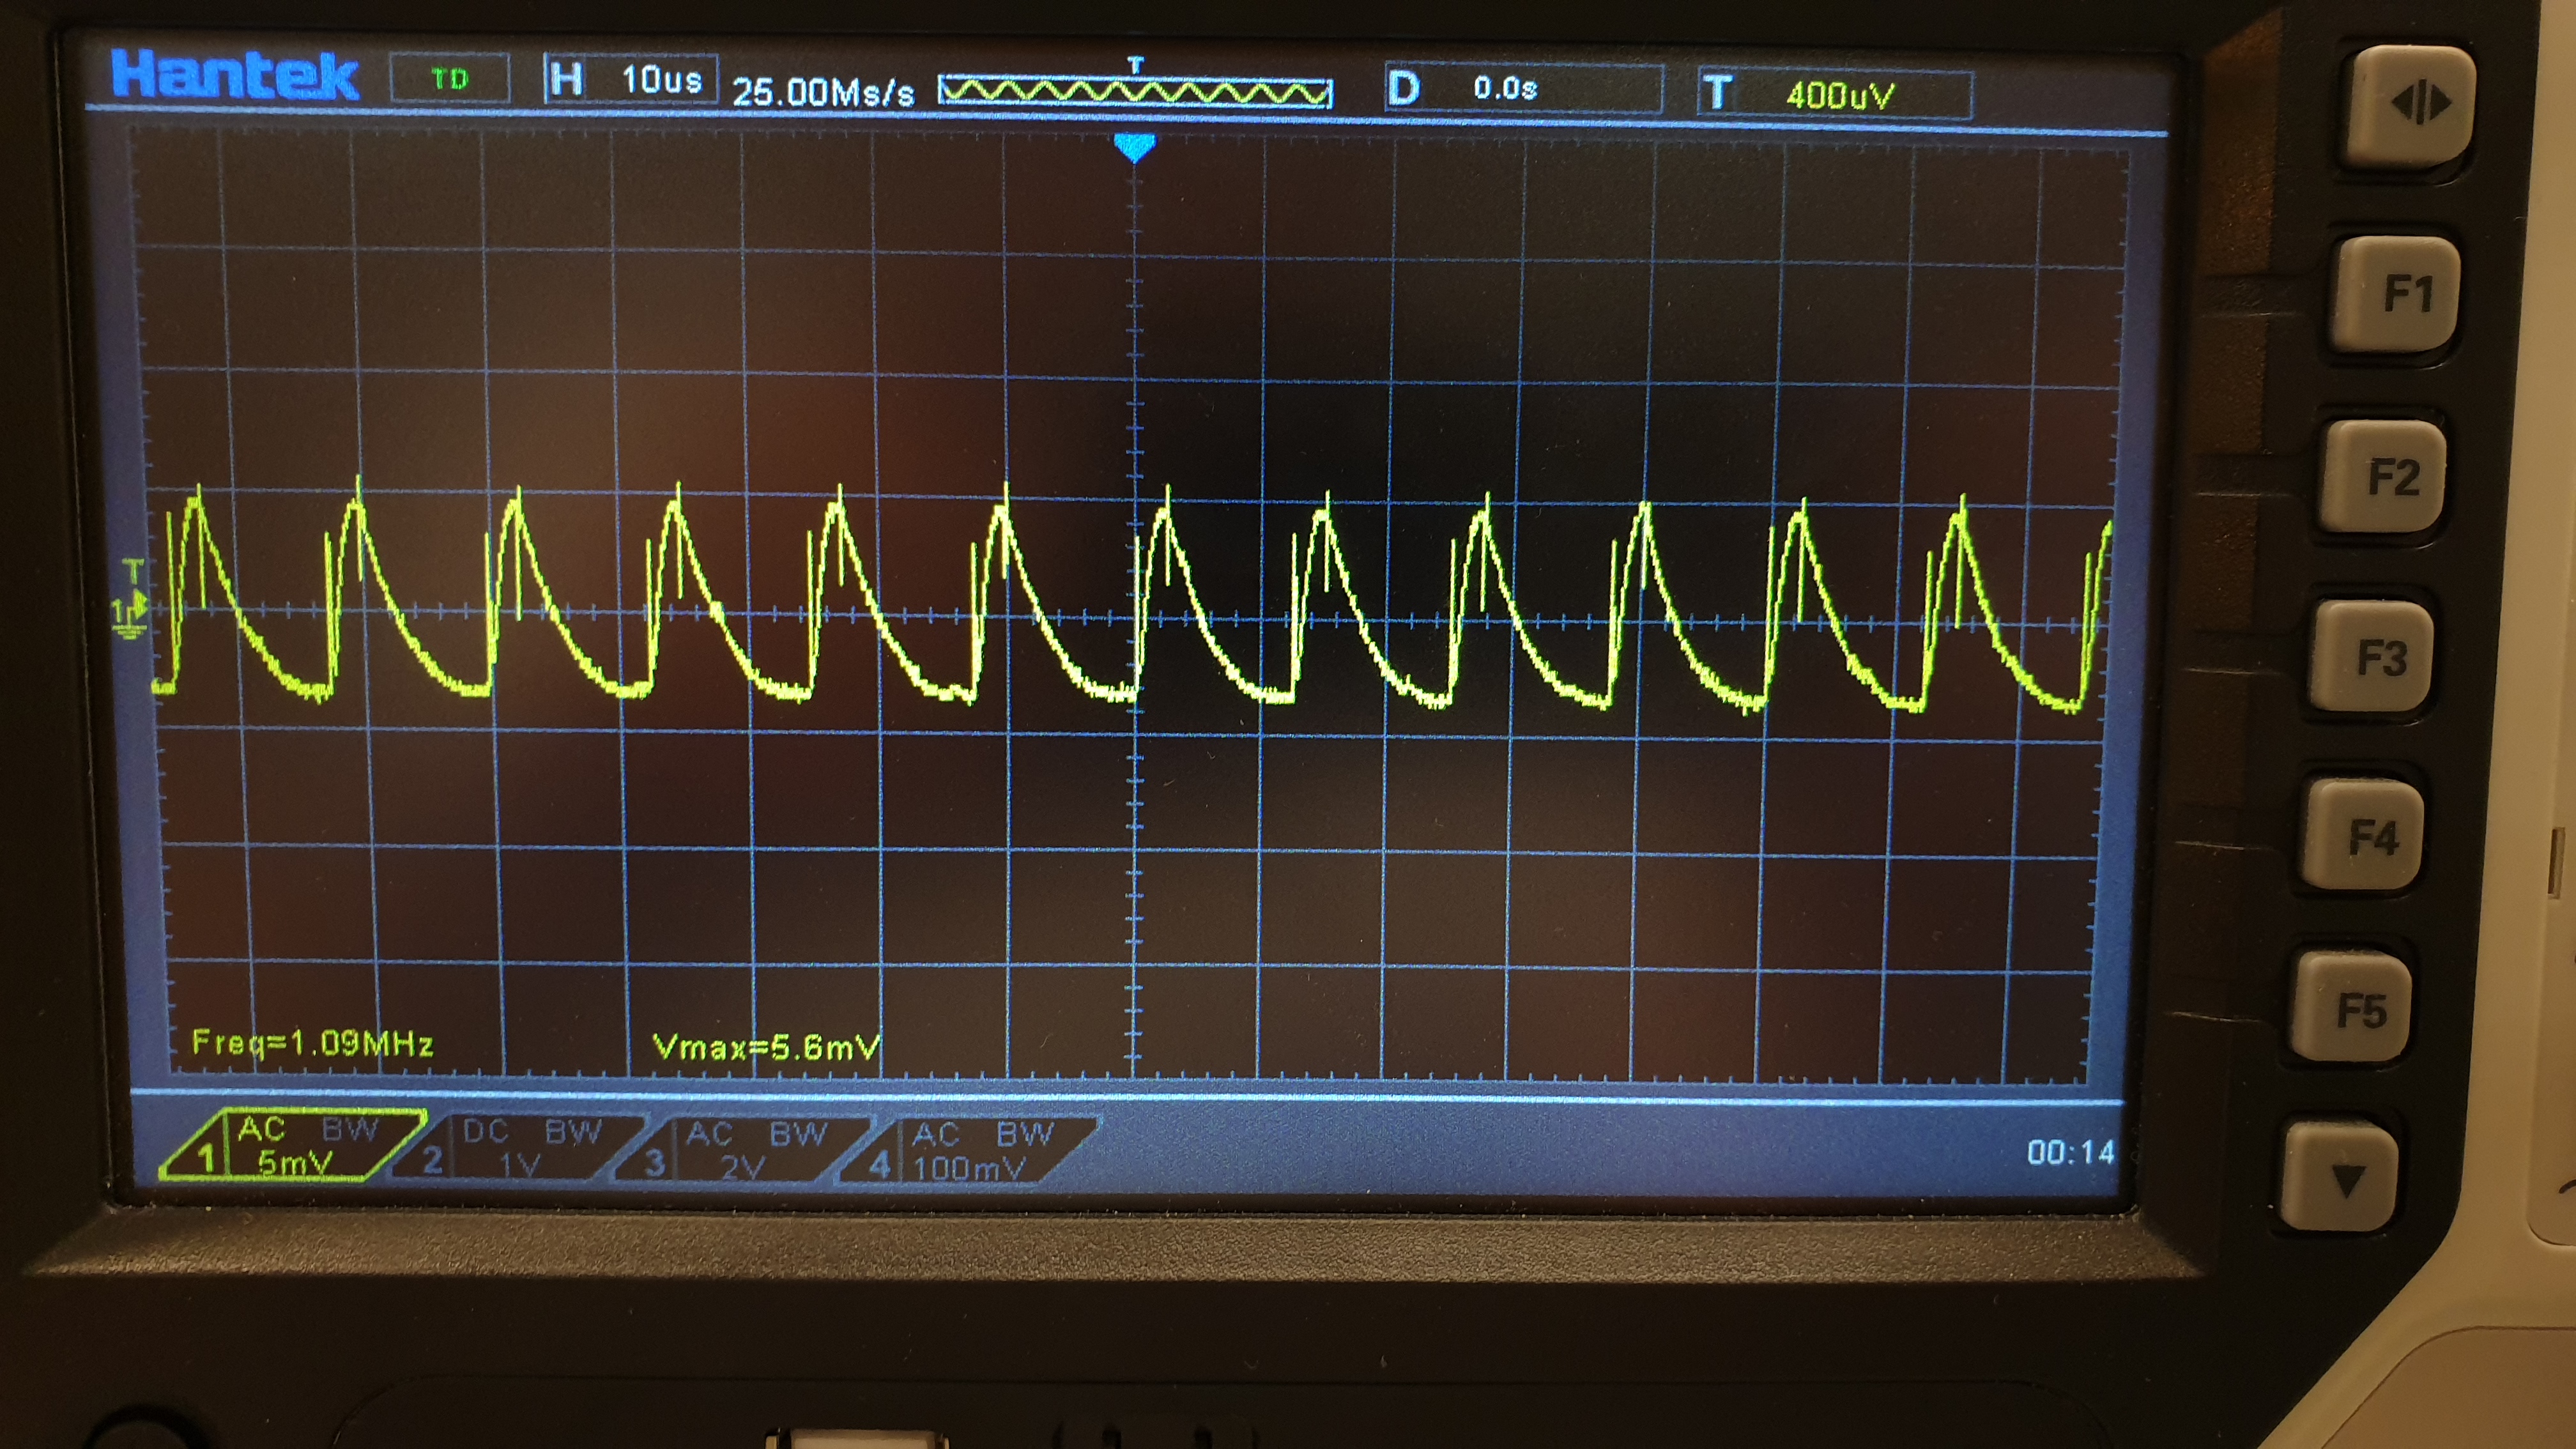 Hantek TD H 10us 25.00Ms/s T D 0.0s T 400uV
F1
F2
T
1
F3
F4
F5
Freq=1.09MHz Vmax=5.6mV
1 AC BW 5mV 2 DC BW 1V 3 AC BW 2V 4 AC BW 100mV
00:14